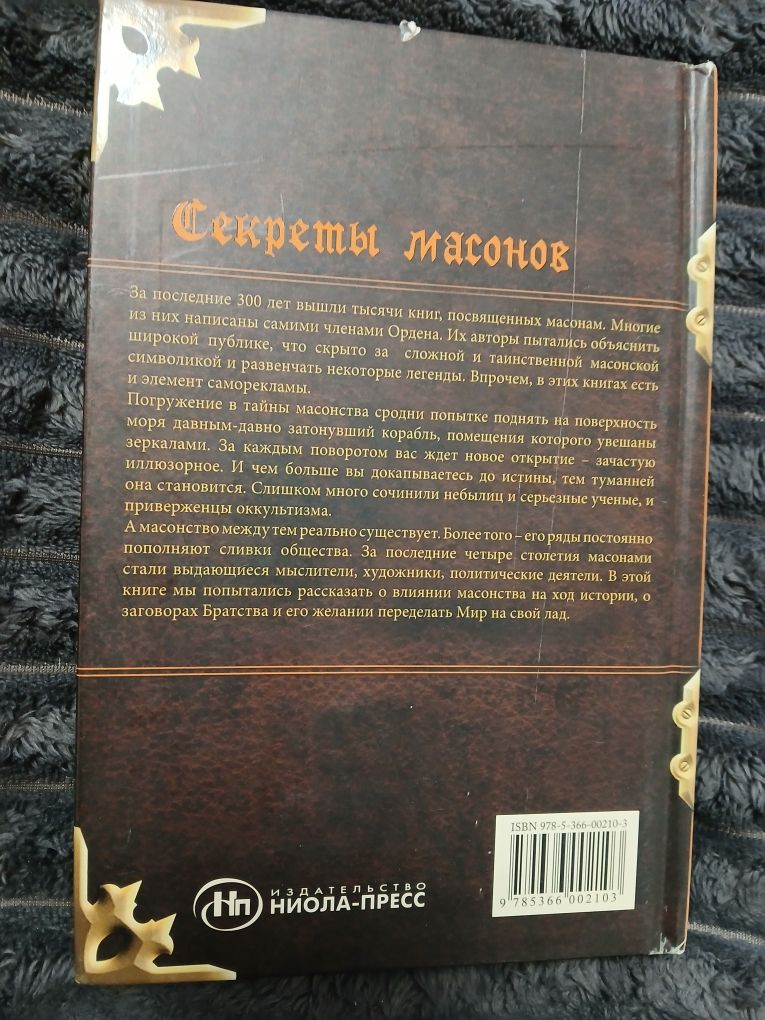 Секреты масонов
За последние 300 лет вышли тысячи книг, посвященных масонам. Многие
из них написаны самими членами Ордена. Их авторы пытались объяснить
широкой публике, что скрыто за сложной и таинственной масонской
символикой и развенчать некоторые легенды. Впрочем, в этих книгах есть
и элемент саморекламы.
Погружение в тайны масонства сродни попытке поднять на поверхность
моря давным-давно затонувший корабль, помещения которого увешаны
зеркалами. За каждым поворотом вас ждет новое открытие – зачастую
иллюзорное. И чем больше вы докапываетесь до истины, тем туманней
она становится. Слишком много сочинили небылиц и серьезные ученые, и
приверженцы оккультизма.
А масонство между тем реально существует. Более того – его ряды постоянно
пополняют сливки общества. За последние четыре столетия масонами
стали выдающиеся мыслители, художники, политические деятели. В этой
книге мы попытались рассказать о влиянии масонства на ход истории, о
заговорах Братства и его желании переделать Мир на свой лад.
ISBN 978-5-366-00210-3
9 785366 002103
Нп
ИЗДАТЕЛЬСТВО
НИОЛА-ПРЕСС